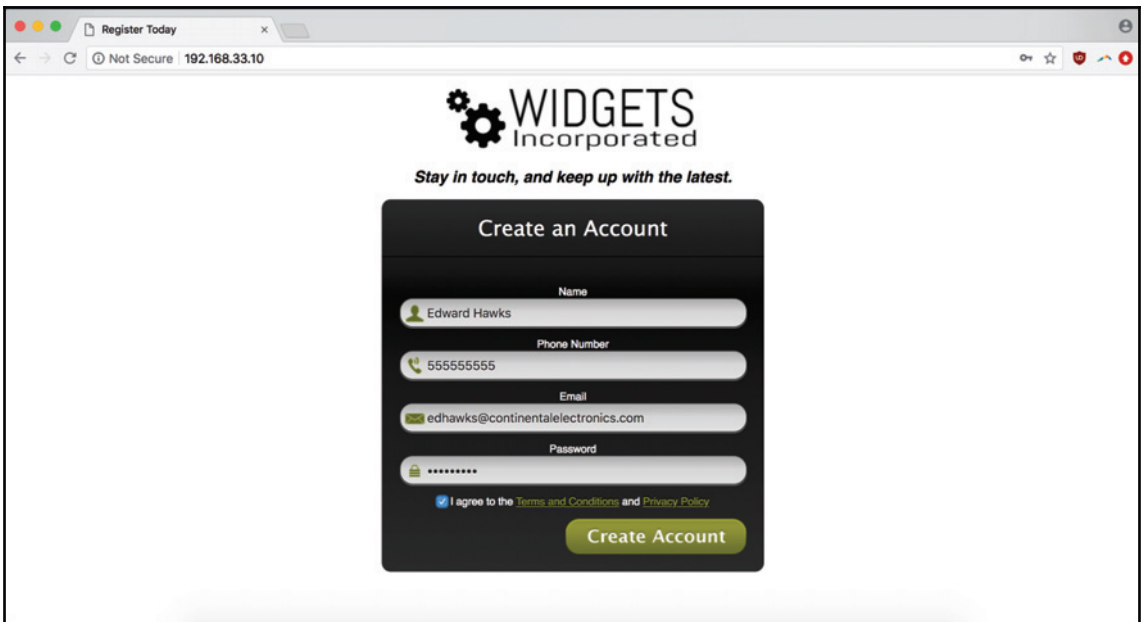 Register Today
Not Secure 192.168.33.10
WIDGETS
Incorporated
Stay in touch, and keep up with the latest.
Create an Account
Name
Edward Hawks
Phone Number
555555555
Email
edhawks@continentalelectronics.com
Password
•••••••••
I agree to the Terms and Conditions and Privacy Policy
Create Account